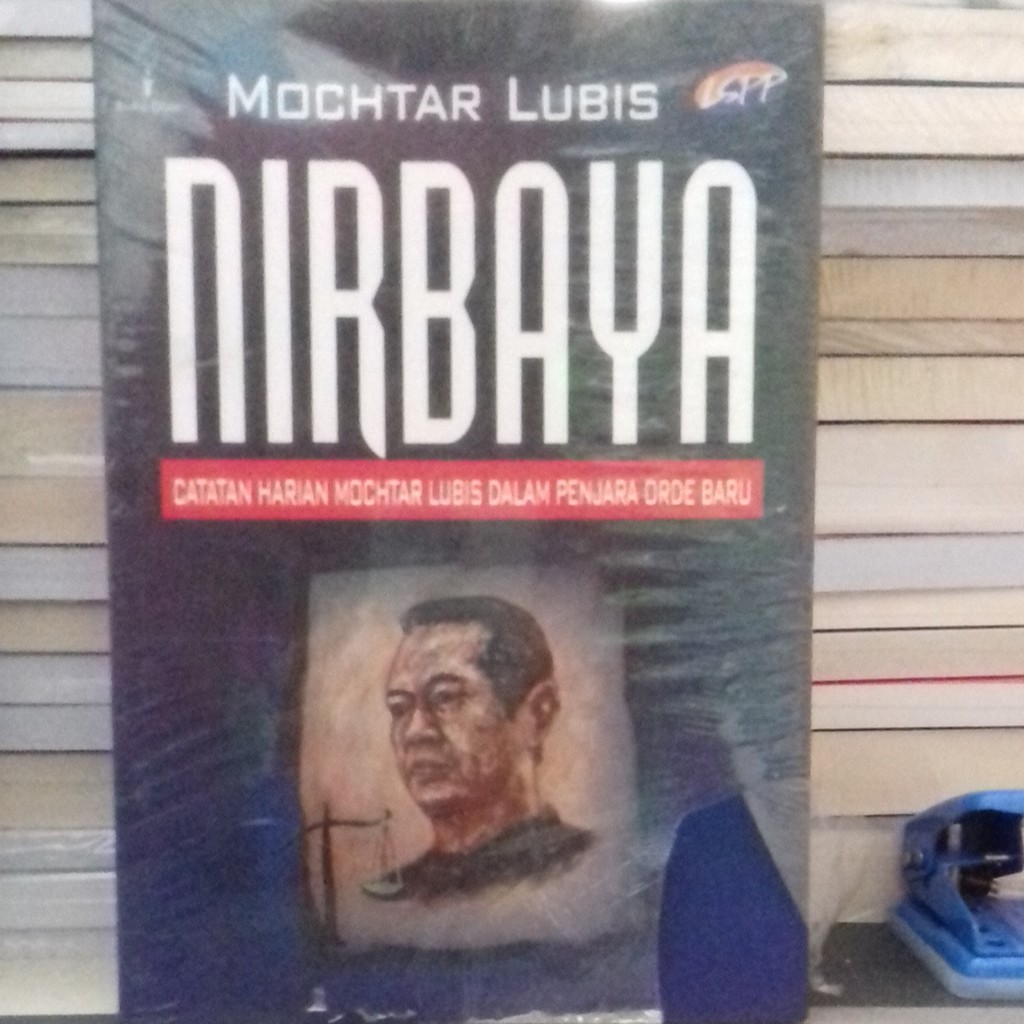 MOCHTAR LUBIS
LSPP
NIRBAYA
CATATAN HARIAN MOCHTAR LUBIS DALAM PENJARA ORDE BARU